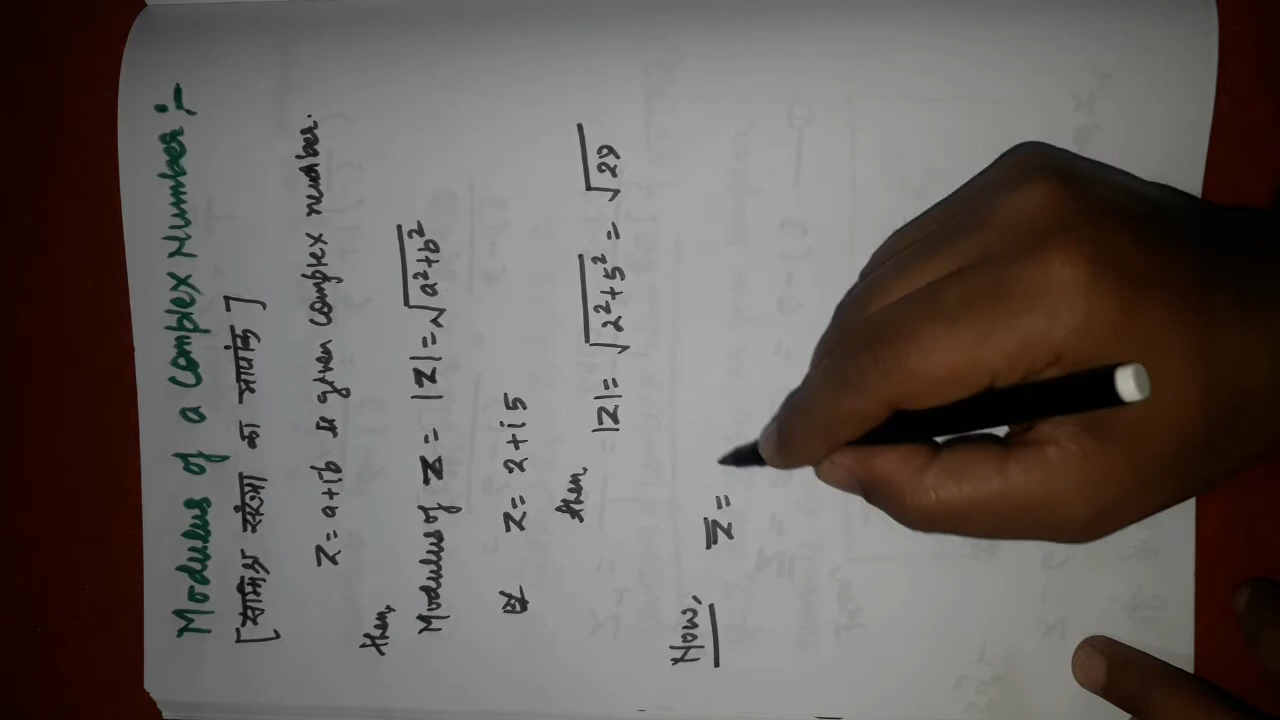 Modulus of a Complex Number :-
[सामिश्र संख्या का मापांक]
z = a+ib is given complex number.
then,
Modulus of z = |z| = √a²+b²
z = 2+i5
then
|z| = √2²+5² = √29
Now,
z̅ =